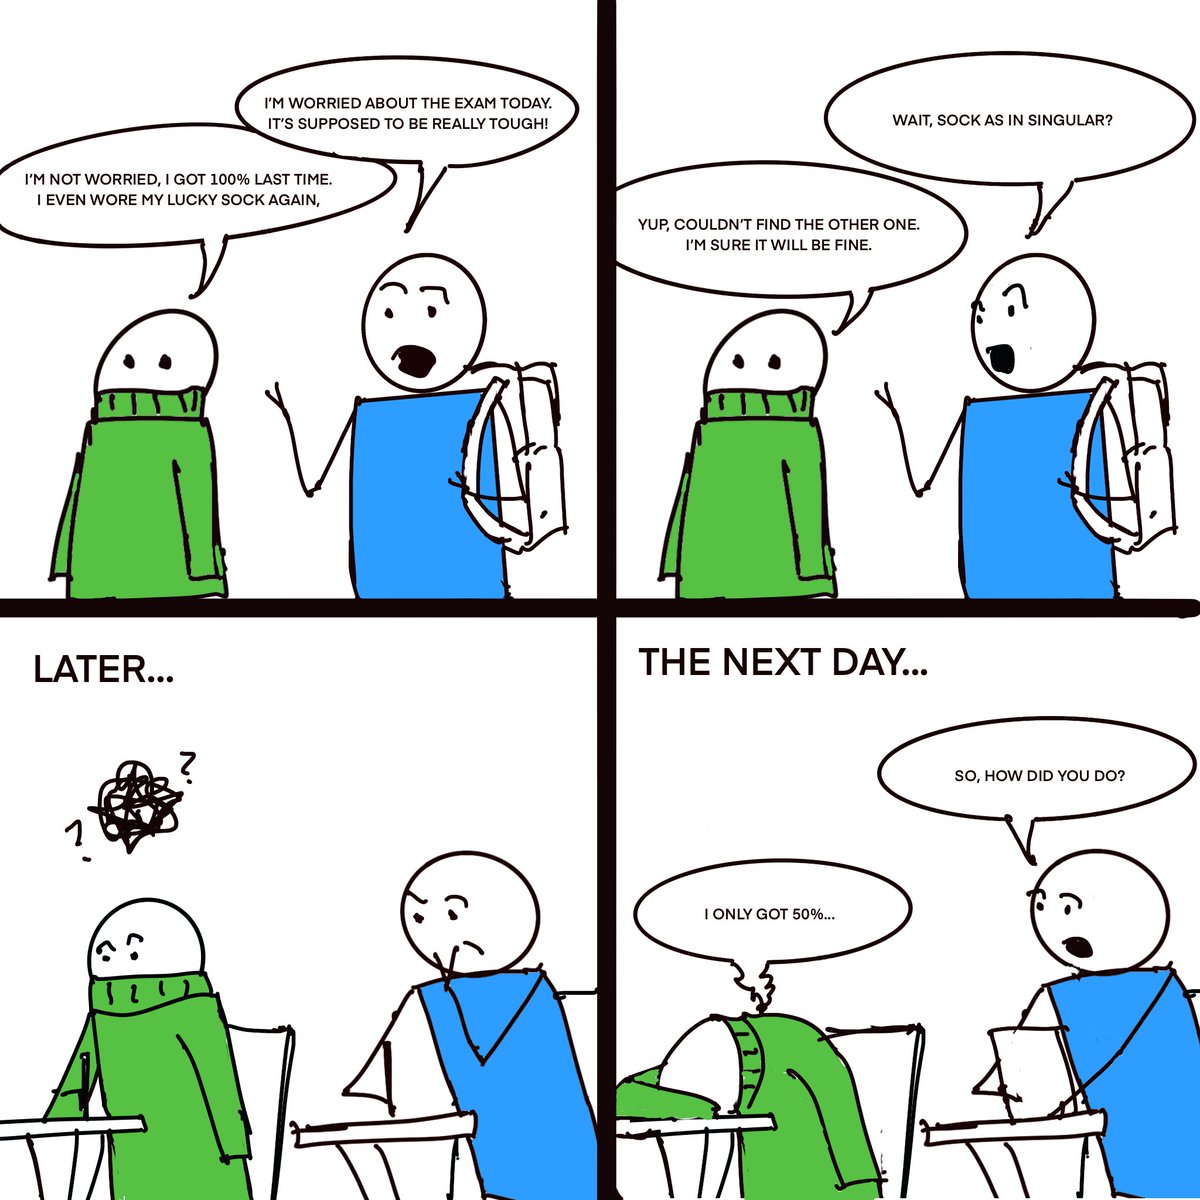 I'M WORRIED ABOUT THE EXAM TODAY.
IT'S SUPPOSED TO BE REALLY TOUGH!
I'M NOT WORRIED, I GOT 100% LAST TIME.
I EVEN WORE MY LUCKY SOCK AGAIN,
WAIT, SOCK AS IN SINGULAR?
YUP, COULDN'T FIND THE OTHER ONE.
I'M SURE IT WILL BE FINE.
LATER...
?
?
THE NEXT DAY...
SO, HOW DID YOU DO?
I ONLY GOT 50%...